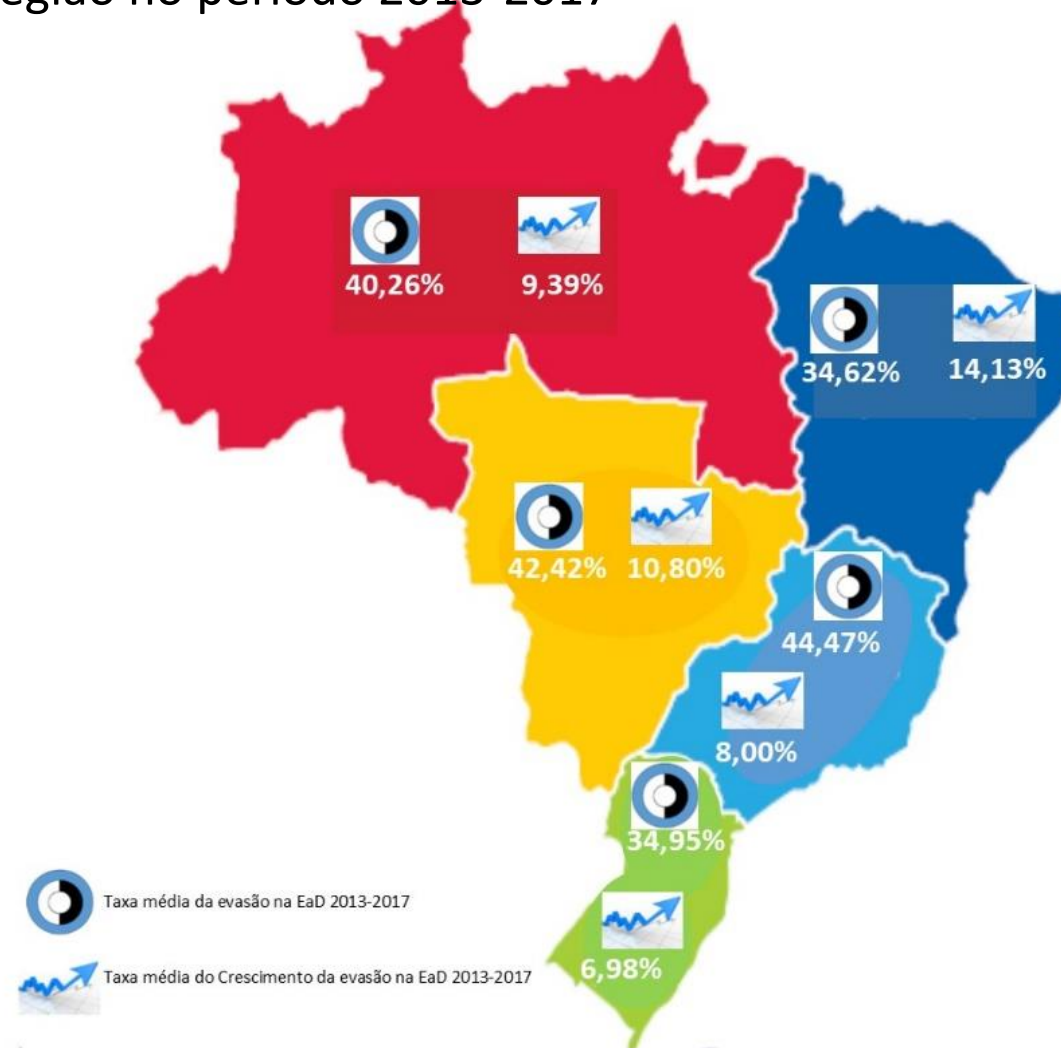 região no período 2013-2017
40,26% 9,39%
34,62% 14,13%
42,42% 10,80%
44,47%
8,00%
34,95%
6,98%
Taxa média da evasão na EaD 2013-2017
Taxa média do Crescimento da evasão na EaD 2013-2017